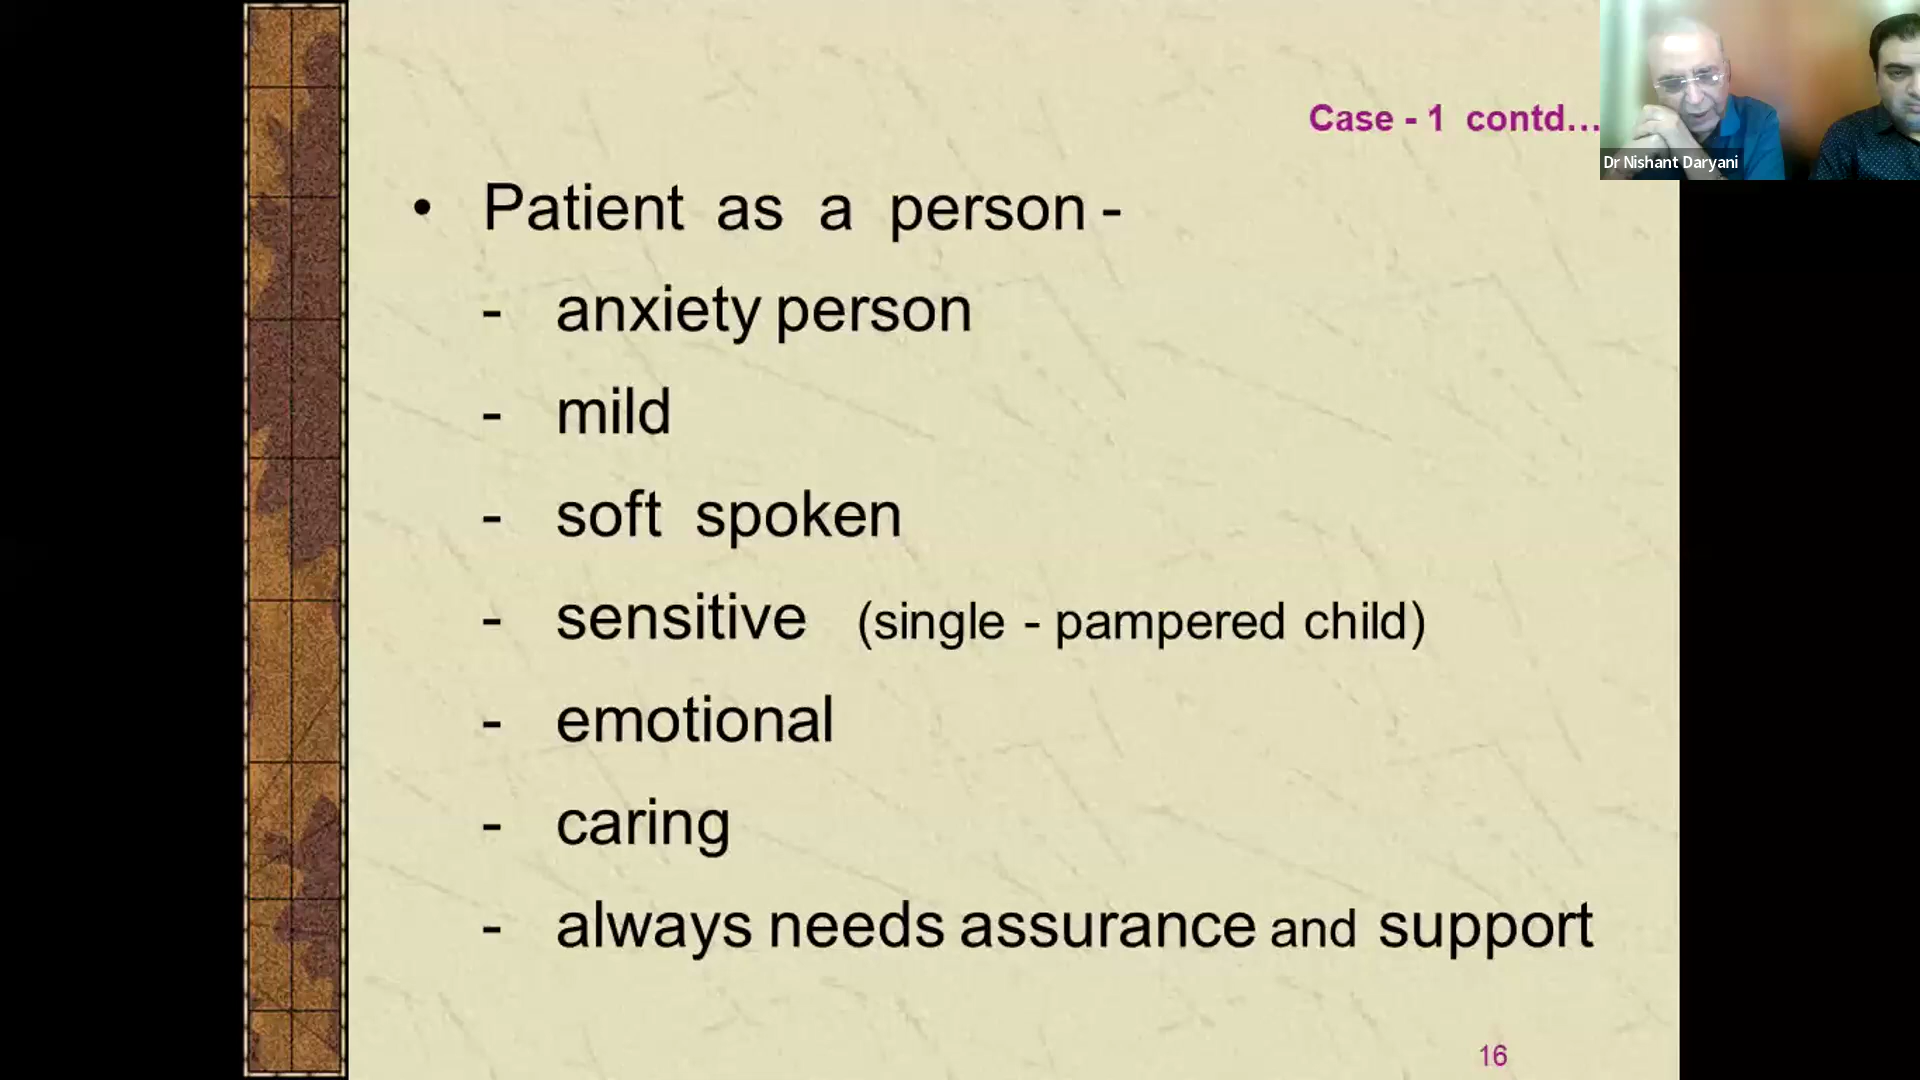 Case - 1 contd...
Dr Nishant Daryani
• Patient as a person -
- anxiety person
- mild
- soft spoken
- sensitive (single - pampered child)
- emotional
- caring
- always needs assurance and support
16